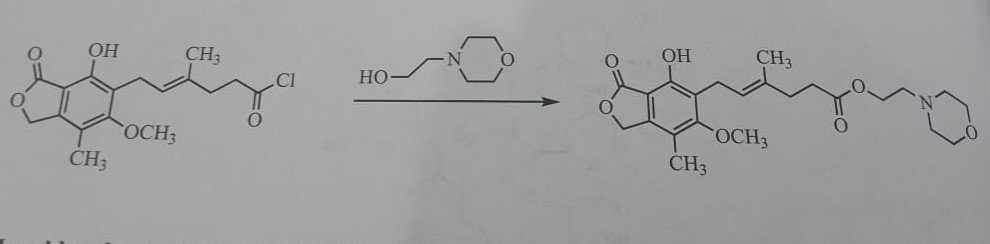 O OH CH₃ Cl
O O
OCH₃
CH₃
HO N O
O OH CH₃
O O O N O
OCH₃
CH₃